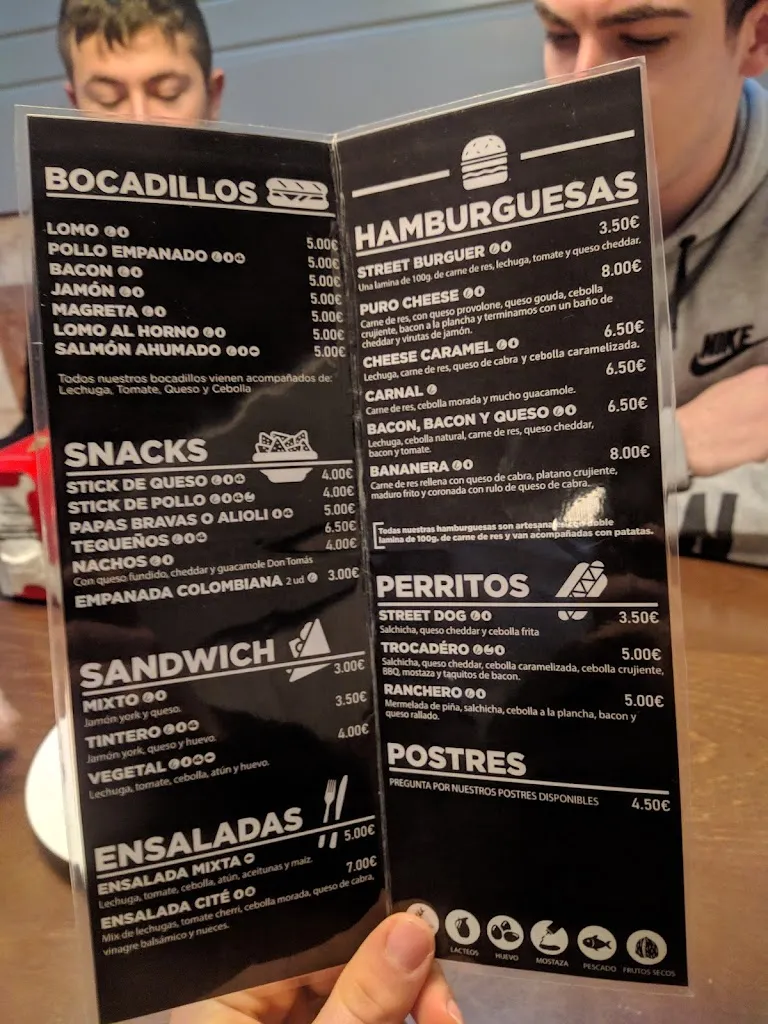 BOCADILLOS
LOMO 5.00€
POLLO EMPANADO 5.00€
BACON 5.00€
JAMÓN 5.00€
MAGRETA 5.00€
LOMO AL HORNO 5.00€
SALMÓN AHUMADO 5.00€
Todos nuestros bocadillos vienen acompañados de:
Lechuga, Tomate, Queso y Cebolla
SNACKS
STICK DE QUESO 4.00€
STICK DE POLLO 4.00€
PAPAS BRAVAS O ALIOLI 5.00€
TEQUEÑOS 6.50€
NACHOS 4.00€
Con queso fundido, cheddar y guacamole Don Tomás
EMPANADA COLOMBIANA 2 ud 3.00€
SANDWICH
MIXTO 3.00€
Jamón york y queso.
TINTERO 3.50€
Jamón york, queso y huevo.
VEGETAL 4.00€
Lechuga, tomate, cebolla, atún y huevo.
ENSALADAS
ENSALADA MIXTA 5.00€
Lechuga, tomate, cebolla, atún, aceitunas y maiz.
ENSALADA CITÉ 7.00€
Mix de lechugas, tomate cherri, cebolla morada, queso de cabra,
vinagre balsámico y nueces.
HAMBURGUESAS
STREET BURGUER 3.50€
Una lamina de 100g. de carne de res, lechuga, tomate y queso cheddar.
PURO CHEESE 8.00€
Carne de res, con queso provolone, queso gouda, cebolla
crujiente, bacon a la plancha y terminamos con un baño de
cheddar y virutas de jamón.
CHEESE CARAMEL 6.50€
Lechuga, carne de res, queso de cabra y cebolla caramelizada.
CARNAL 6.50€
Carne de res, cebolla morada y mucho guacamole.
BACON, BACON Y QUESO 6.50€
Lechuga, cebolla natural, carne de res, queso cheddar,
bacon y tomate.
BANANERA 8.00€
Carne de res rellena con queso de cabra, platano crujiente,
maduro frito y coronada con rulo de queso de cabra.
Todas nuestras hamburguesas son doble
lamina de 100g. de carne de res y van acompañadas con patatas.
PERRITOS
STREET DOG 3.50€
Salchicha, queso cheddar y cebolla frita
TROCADÉRO 5.00€
Salchicha, queso cheddar, cebolla caramelizada, cebolla crujiente,
BBQ, mostaza y taquitos de bacon.
RANCHERO 5.00€
Mermelada de piña, salchicha, cebolla a la plancha, bacon y
queso rallado.
POSTRES
PREGUNTA POR NUESTROS POSTRES DISPONIBLES 4.50€
LACTEOS HUEVO MOSTAZA PESCADO FRUTOS SECOS
NIKE